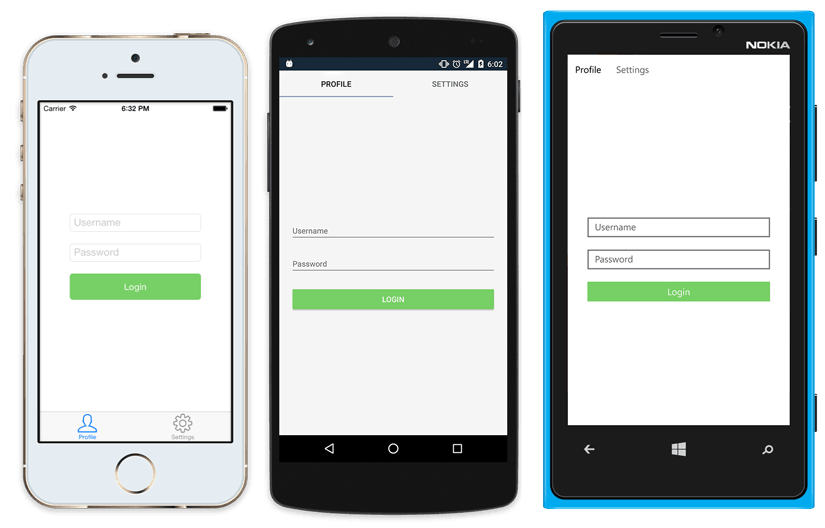 Carrier 6:32 PM
Username
Password
Login
Profile Settings
6:02
PROFILE SETTINGS
Username
Password
LOGIN
NOKIA
Profile Settings
Username
Password
Login